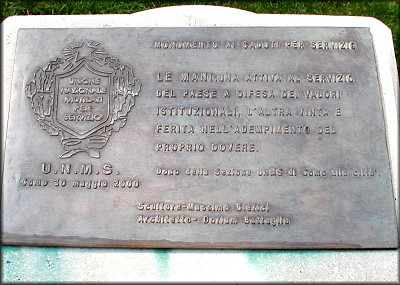 MONUMENTO AI CADUTI PER SERVIZIO
UNIONE
NAZIONALE
MUTILATI
PER
SERVIZIO
LE MANI: UNA ATTIVA AL SERVIZIO
DEL PAESE A DIFESA DEI VALORI
ISTITUZIONALI, L'ALTRA VINTA E
FERITA NELL'ADEMPIMENTO DEL
PROPRIO DOVERE.
U.N.M.S.
Como 30 maggio 2000
Dono della Sezione UNMS di Como alla città.
Scultore-Massimo Clerici
Architetto- Doriam Battaglia